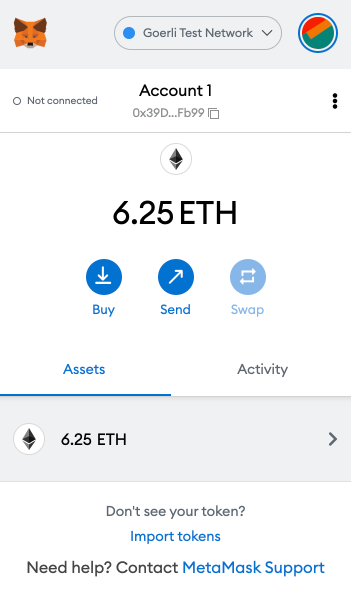 Goerli Test Network
Not connected
Account 1
0x39D...Fb99
6.25 ETH
Buy
Send
Swap
Assets
Activity
6.25 ETH
Don't see your token?
Import tokens
Need help? Contact MetaMask Support